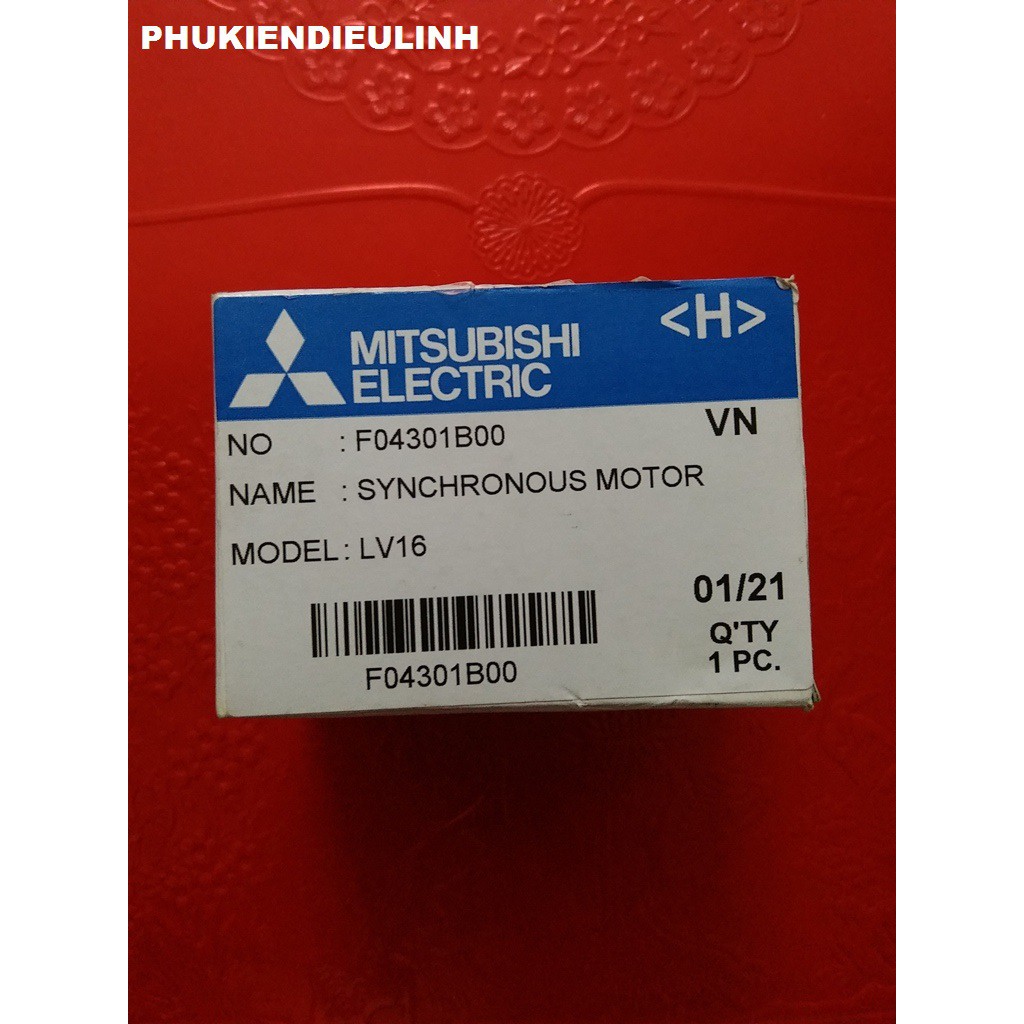 PHUKIENDIEULINH
MITSUBISHI
ELECTRIC
<H>
NO : F04301B00
VN
NAME : SYNCHRONOUS MOTOR
MODEL : LV16
01/21
Q'TY
1 PC.
F04301B00